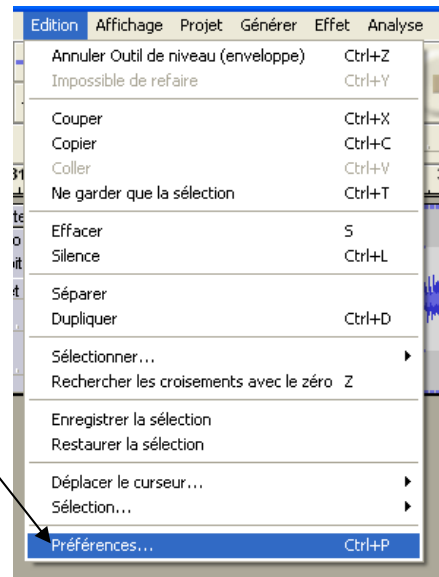 Edition Affichage Projet Générer Effet Analyse
Annuler Outil de niveau (enveloppe) Ctrl+Z
Impossible de refaire Ctrl+Y
Couper Ctrl+X
Copier Ctrl+C
Coller Ctrl+V
Ne garder que la sélection Ctrl+T
Effacer S
Silence Ctrl+L
Séparer
Dupliquer Ctrl+D
Sélectionner...
Rechercher les croisements avec le zéro Z
Enregistrer la sélection
Restaurer la sélection
Déplacer le curseur...
Sélection...
Préférences... Ctrl+P